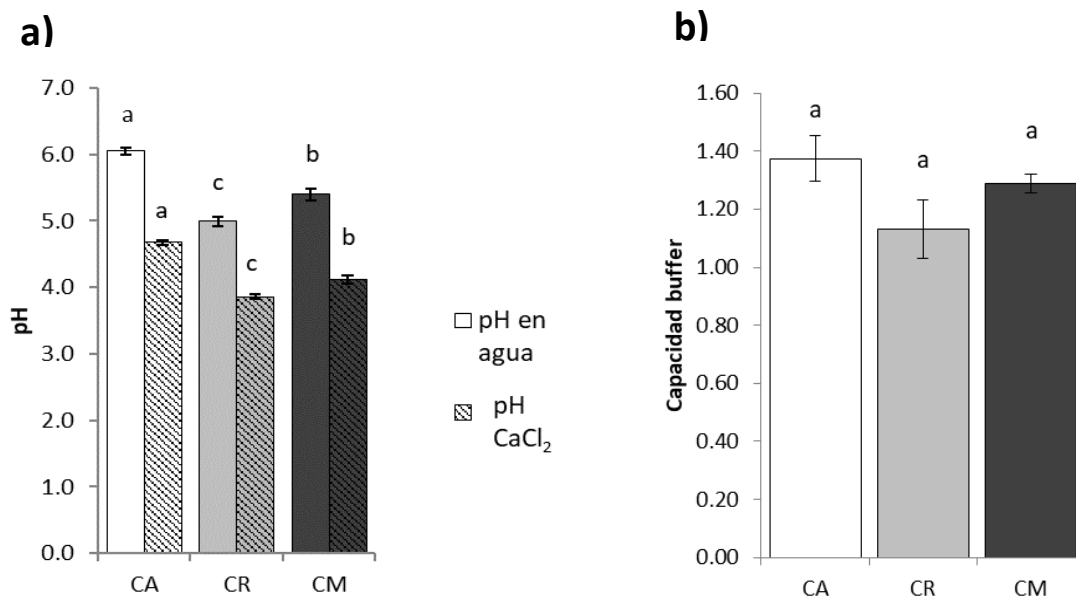 a)
7.0
6.0
5.0
4.0
3.0
2.0
1.0
0.0
pH
a
a
c
c
b
b
CA
CR
CM
pH en
agua
pH
CaCl₂
b)
1.60
1.40
1.20
1.00
0.80
0.60
0.40
0.20
0.00
Capacidad buffer
a
a
a
CA
CR
CM